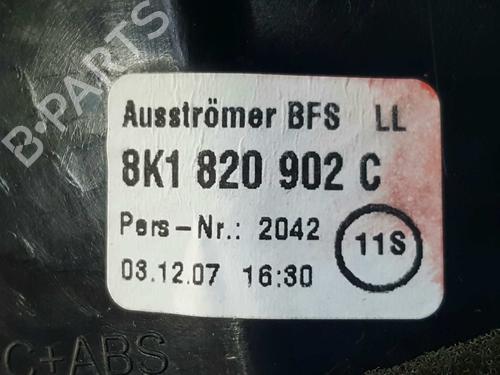 B-PARTS
Ausströmer BFS LL
8K1 820 902 C
Pers-Nr.: 2042
11S
03.12.07 16:30
C+ABS